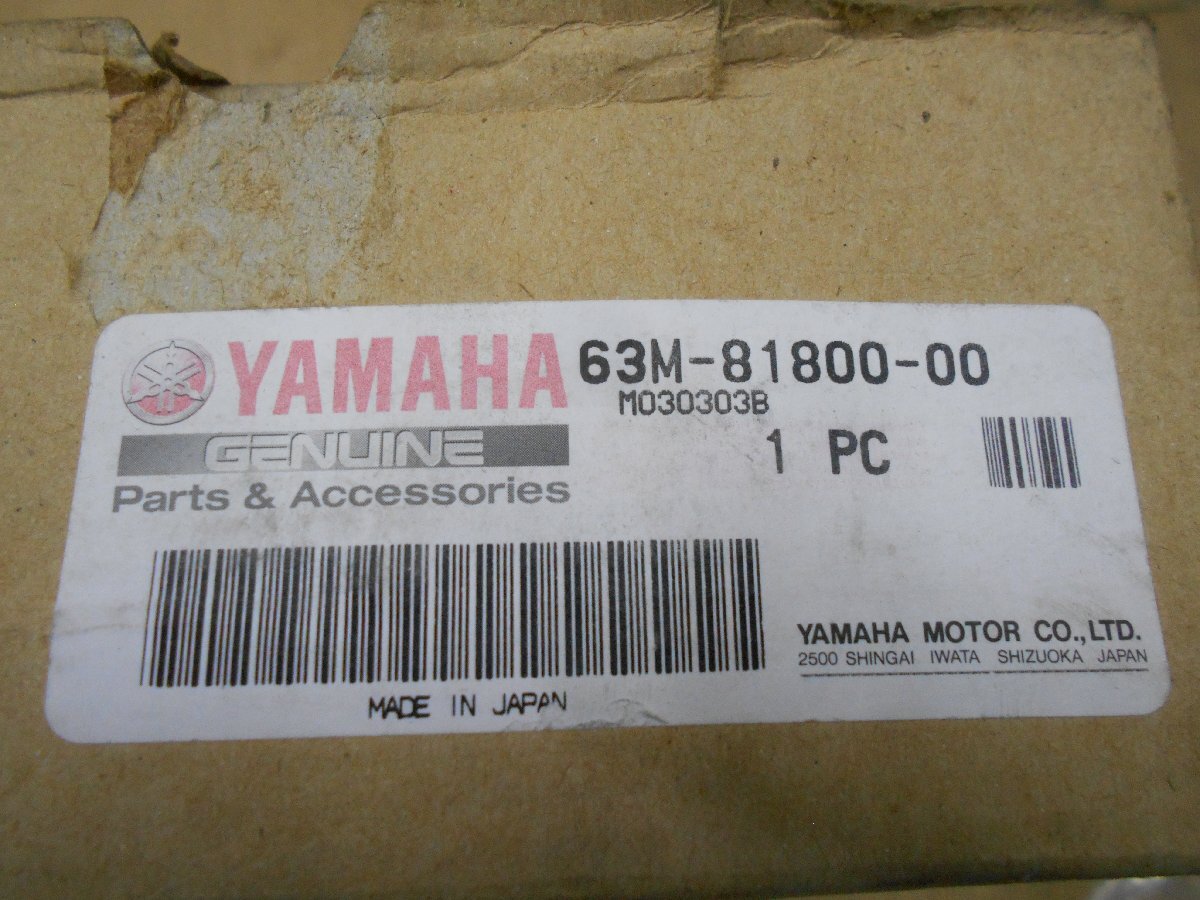 YAMAHA 63M-81800-00
M030303B
GENUINE
1 PC
Parts & Accessories
YAMAHA MOTOR CO.,LTD.
2500 SHINGAI IWATA SHIZUOKA JAPAN
MADE IN JAPAN